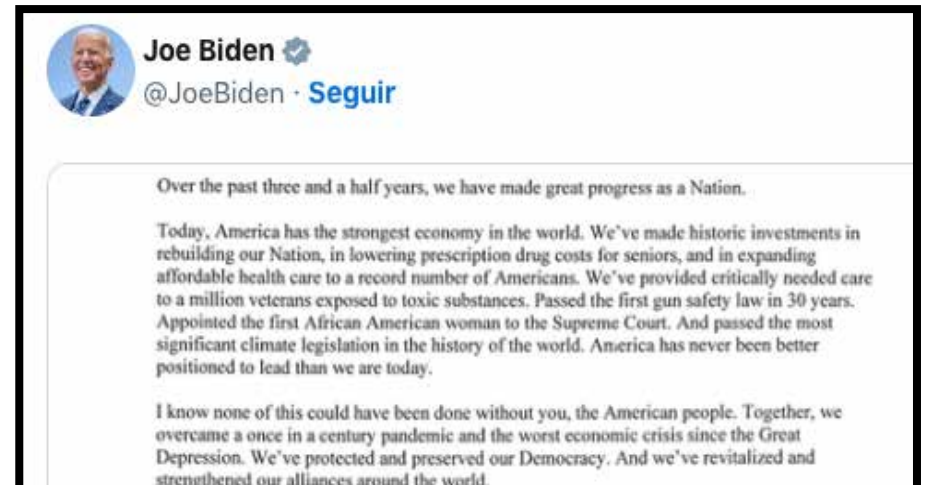 Joe Biden
@JoeBiden · Seguir
Over the past three and a half years, we have made great progress as a Nation.
Today, America has the strongest economy in the world. We've made historic investments in
rebuilding our Nation, in lowering prescription drug costs for seniors, and in expanding
affordable health care to a record number of Americans. We've provided critically needed care
to a million veterans exposed to toxic substances. Passed the first gun safety law in 30 years.
Appointed the first African American woman to the Supreme Court. And passed the most
significant climate legislation in the history of the world. America has never been better
positioned to lead than we are today.
I know none of this could have been done without you, the American people. Together, we
overcame a once in a century pandemic and the worst economic crisis since the Great
Depression. We've protected and preserved our Democracy. And we've revitalized and
strengthened our alliances around the world.